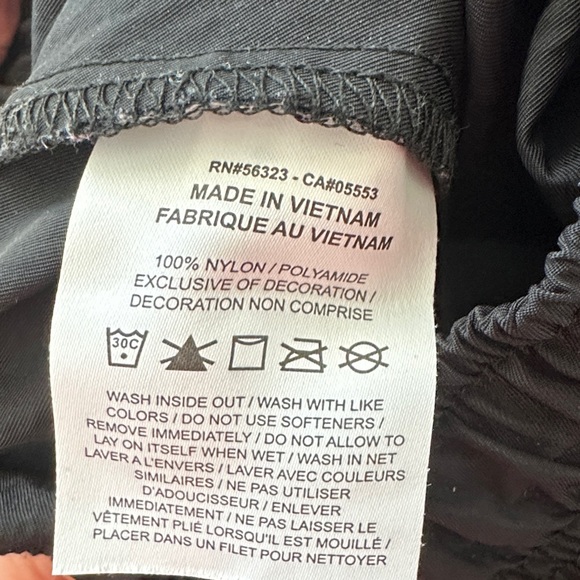 RN#56323 - CA#05553
MADE IN VIETNAM
FABRIQUE AU VIETNAM
100% NYLON / POLYAMIDE
EXCLUSIVE OF DECORATION /
DECORATION NON COMPRISE
30C
WASH INSIDE OUT / WASH WITH LIKE
COLORS / DO NOT USE SOFTENERS /
REMOVE IMMEDIATELY / DO NOT ALLOW TO
LAY ON ITSELF WHEN WET / WASH IN NET
LAVER A L'ENVERS / LAVER AVEC COULEURS
SIMILAIRES / NE PAS UTILISER
D'ADOUCISSEUR / ENLEVER
IMMEDIATEMENT / NE PAS LAISSER LE
VÊTEMENT PLIÉ LORSQU'IL EST MOUILLÉ /
PLACER DANS UN FILET POUR NETTOYER